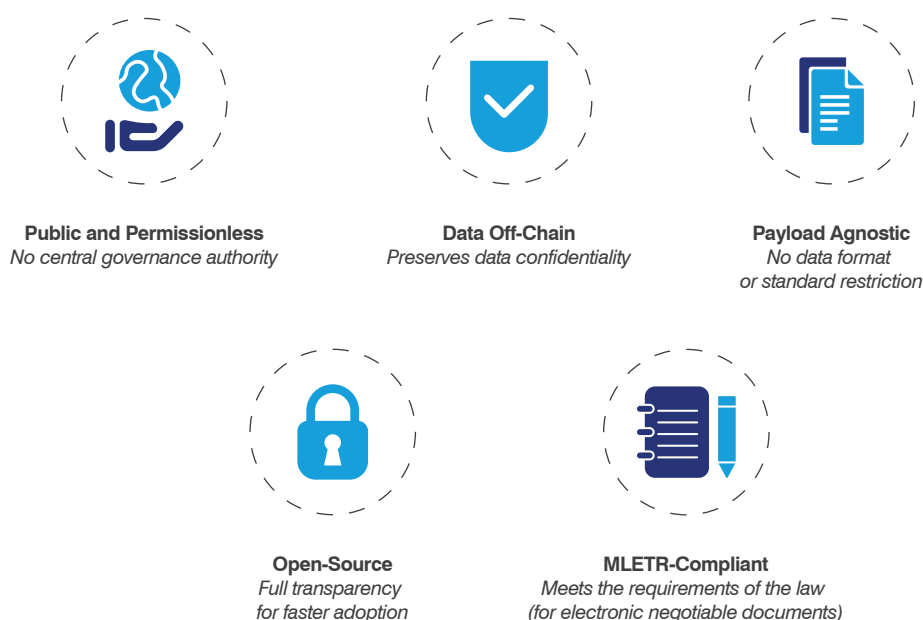 Public and Permissionless
No central governance authority
Data Off-Chain
Preserves data confidentiality
Payload Agnostic
No data format
or standard restriction
Open-Source
Full transparency
for faster adoption
MLETR-Compliant
Meets the requirements of the law
(for electronic negotiable documents)